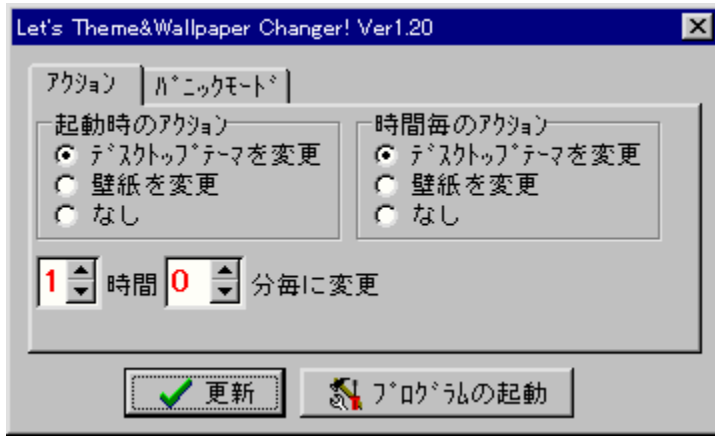 Let's Theme&Wallpaper Changer! Ver1.20
ｱｸｼｮﾝ ﾊﾟﾆｯｸﾓｰﾄﾞ
起動時のｱｸｼｮﾝ
ﾃﾞｽｸﾄｯﾌﾟﾃｰﾏを変更
壁紙を変更
なし
時間毎のｱｸｼｮﾝ
ﾃﾞｽｸﾄｯﾌﾟﾃｰﾏを変更
壁紙を変更
なし
1 時間 0 分毎に変更
更新 ﾌﾟﾛｸﾞﾗﾑの起動